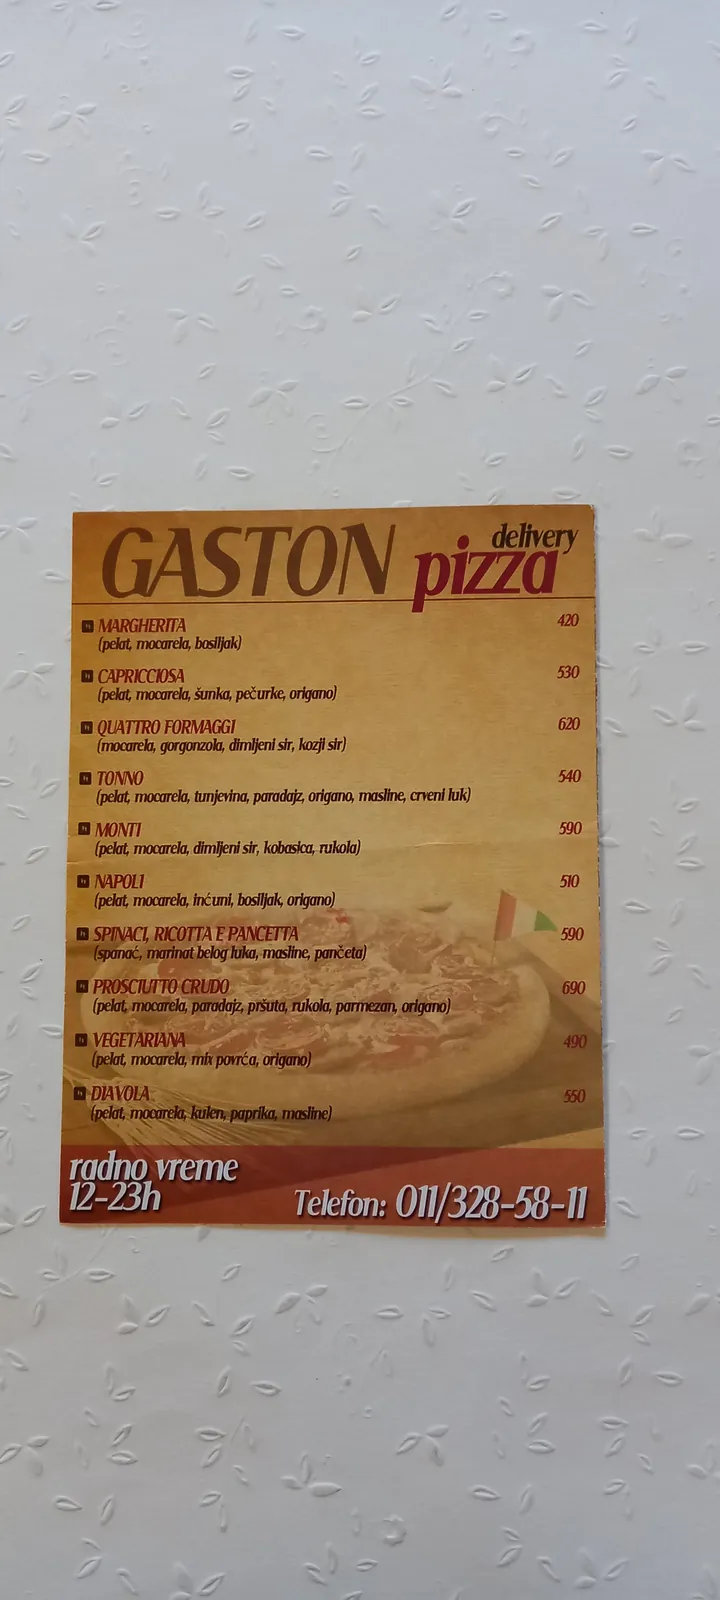 GASTON delivery pizza
MARGHERITA 420
(pelat, mocarela, bosiljak)
CAPRICCIOSA 530
(pelat, mocarela, šunka, pečurke, origano)
QUATTRO FORMAGGI 620
(mocarela, gorgonzola, dimljeni sir, kozji sir)
TONNO 540
(pelat, mocarela, tunjevina, paradajz, origano, masline, crveni luk)
MONTI 590
(pelat, mocarela, dimljeni sir, kobasica, rukola)
NAPOLI 510
(pelat, mocarela, inćuni, bosiljak, origano)
SPINACI, RICOTTA E PANCETTA 590
(spanać, marinat belog luka, masline, pančeta)
PROSCIUTTO CRUDO 690
(pelat, mocarela, paradajz, pršuta, rukola, parmezan, origano)
VEGETARIANA 490
(pelat, mocarela, mix povrća, origano)
DIAVOLA 550
(pelat, mocarela, kulen, paprika, masline)
radno vreme
12-23h
Telefon: 011/328-58-11